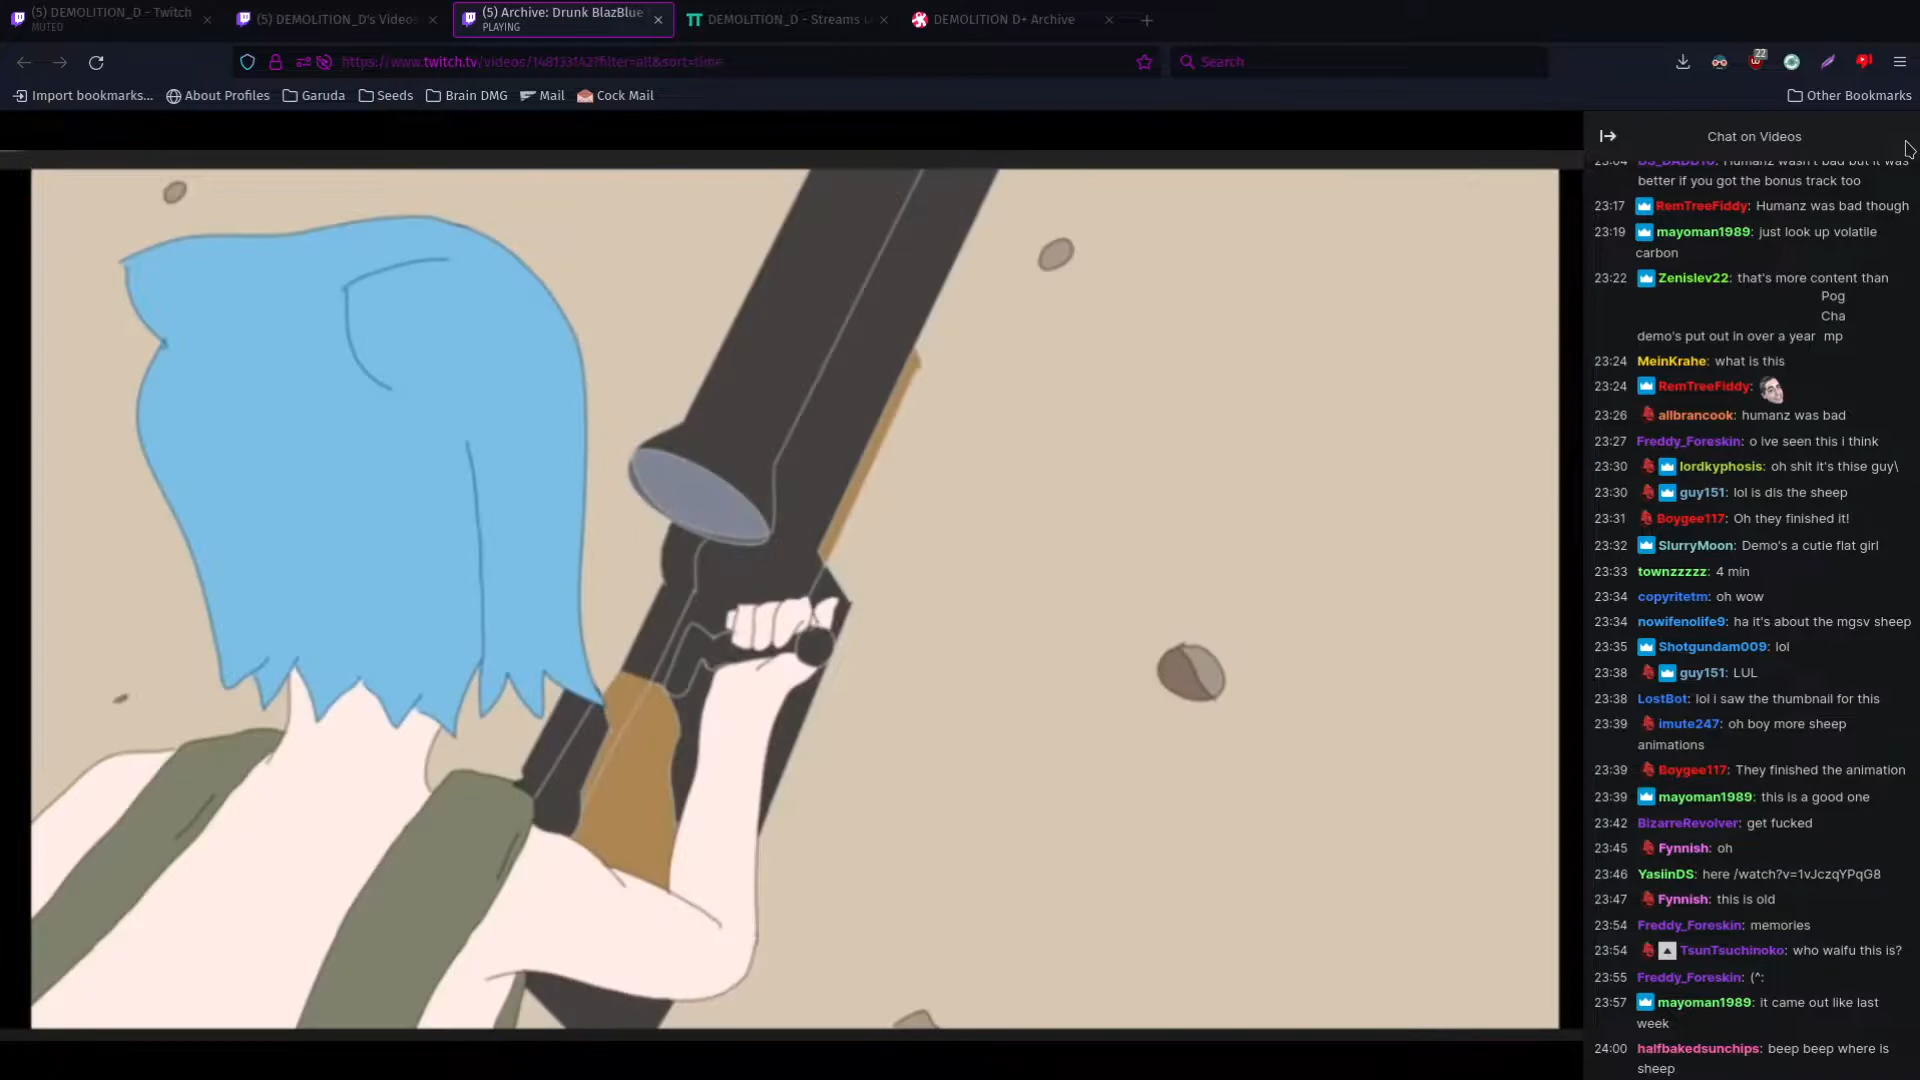 (5) DEMOLITION_D - Twitch
MUTED
(5) DEMOLITION_D's Videos
(5) Archive: Drunk BlazBlue
PLAYING
DEMOLITION_D - Streams
DEMOLITION D+ Archive
https://www.twitch.tv/videos/148133142?filter=all&sort=time
Search
22
Import bookmarks...
About Profiles
Garuda
Seeds
Brain DMG
Mail
Cock Mail
Other Bookmarks
Chat on Videos
23:04 DS_DADDYO: Humanz wasn't bad but it was
better if you got the bonus track too
23:17 RemTreeFiddy: Humanz was bad though
23:19 mayoman1989: just look up volatile
carbon
23:22 Zenislev22: that's more content than
Pog
Cha
demo's put out in over a year mp
23:24 MeinKrahe: what is this
23:24 RemTreeFiddy:
23:26 allbrancook: humanz was bad
23:27 Freddy_Foreskin: o ive seen this i think
23:30 lordkyphosis: oh shit it's thise guy\
23:30 guy151: lol is dis the sheep
23:31 Boygee117: Oh they finished it!
23:32 SlurryMoon: Demo's a cutie flat girl
23:33 townzzzzz: 4 min
23:34 copyritetm: oh wow
23:34 nowifenolife9: ha it's about the mgsv sheep
23:35 Shotgundam009: lol
23:38 guy151: LUL
23:38 LostBot: lol i saw the thumbnail for this
23:39 imute247: oh boy more sheep
animations
23:39 Boygee117: They finished the animation
23:39 mayoman1989: this is a good one
23:42 BizarreRevolver: get fucked
23:45 Fynnish: oh
23:46 YasiinDS: here /watch?v=1vJczqYPqG8
23:47 Fynnish: this is old
23:54 Freddy_Foreskin: memories
23:54 TsunTsuchinoko: who waifu this is?
23:55 Freddy_Foreskin: (^:
23:57 mayoman1989: it came out like last
week
24:00 halfbakedsunchips: beep beep where is
sheep